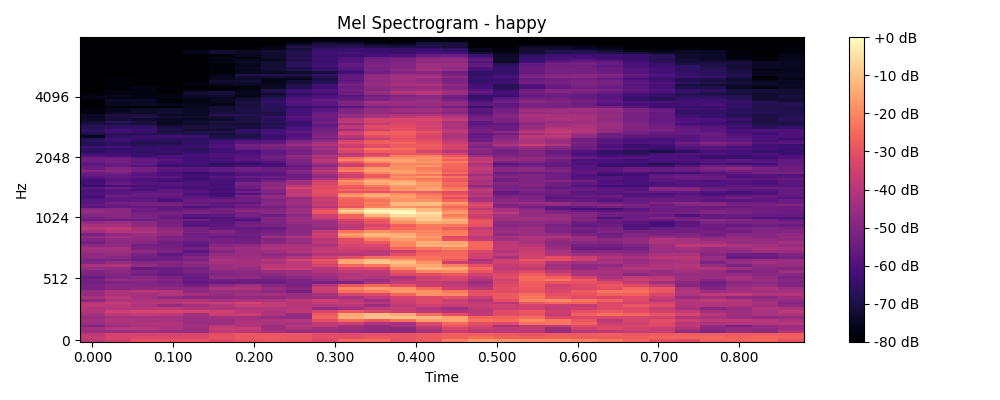 Mel Spectrogram - happy
Hz
4096
2048
1024
512
0
0.000 0.100 0.200 0.300 0.400 0.500 0.600 0.700 0.800
Time
+0 dB
-10 dB
-20 dB
-30 dB
-40 dB
-50 dB
-60 dB
-70 dB
-80 dB